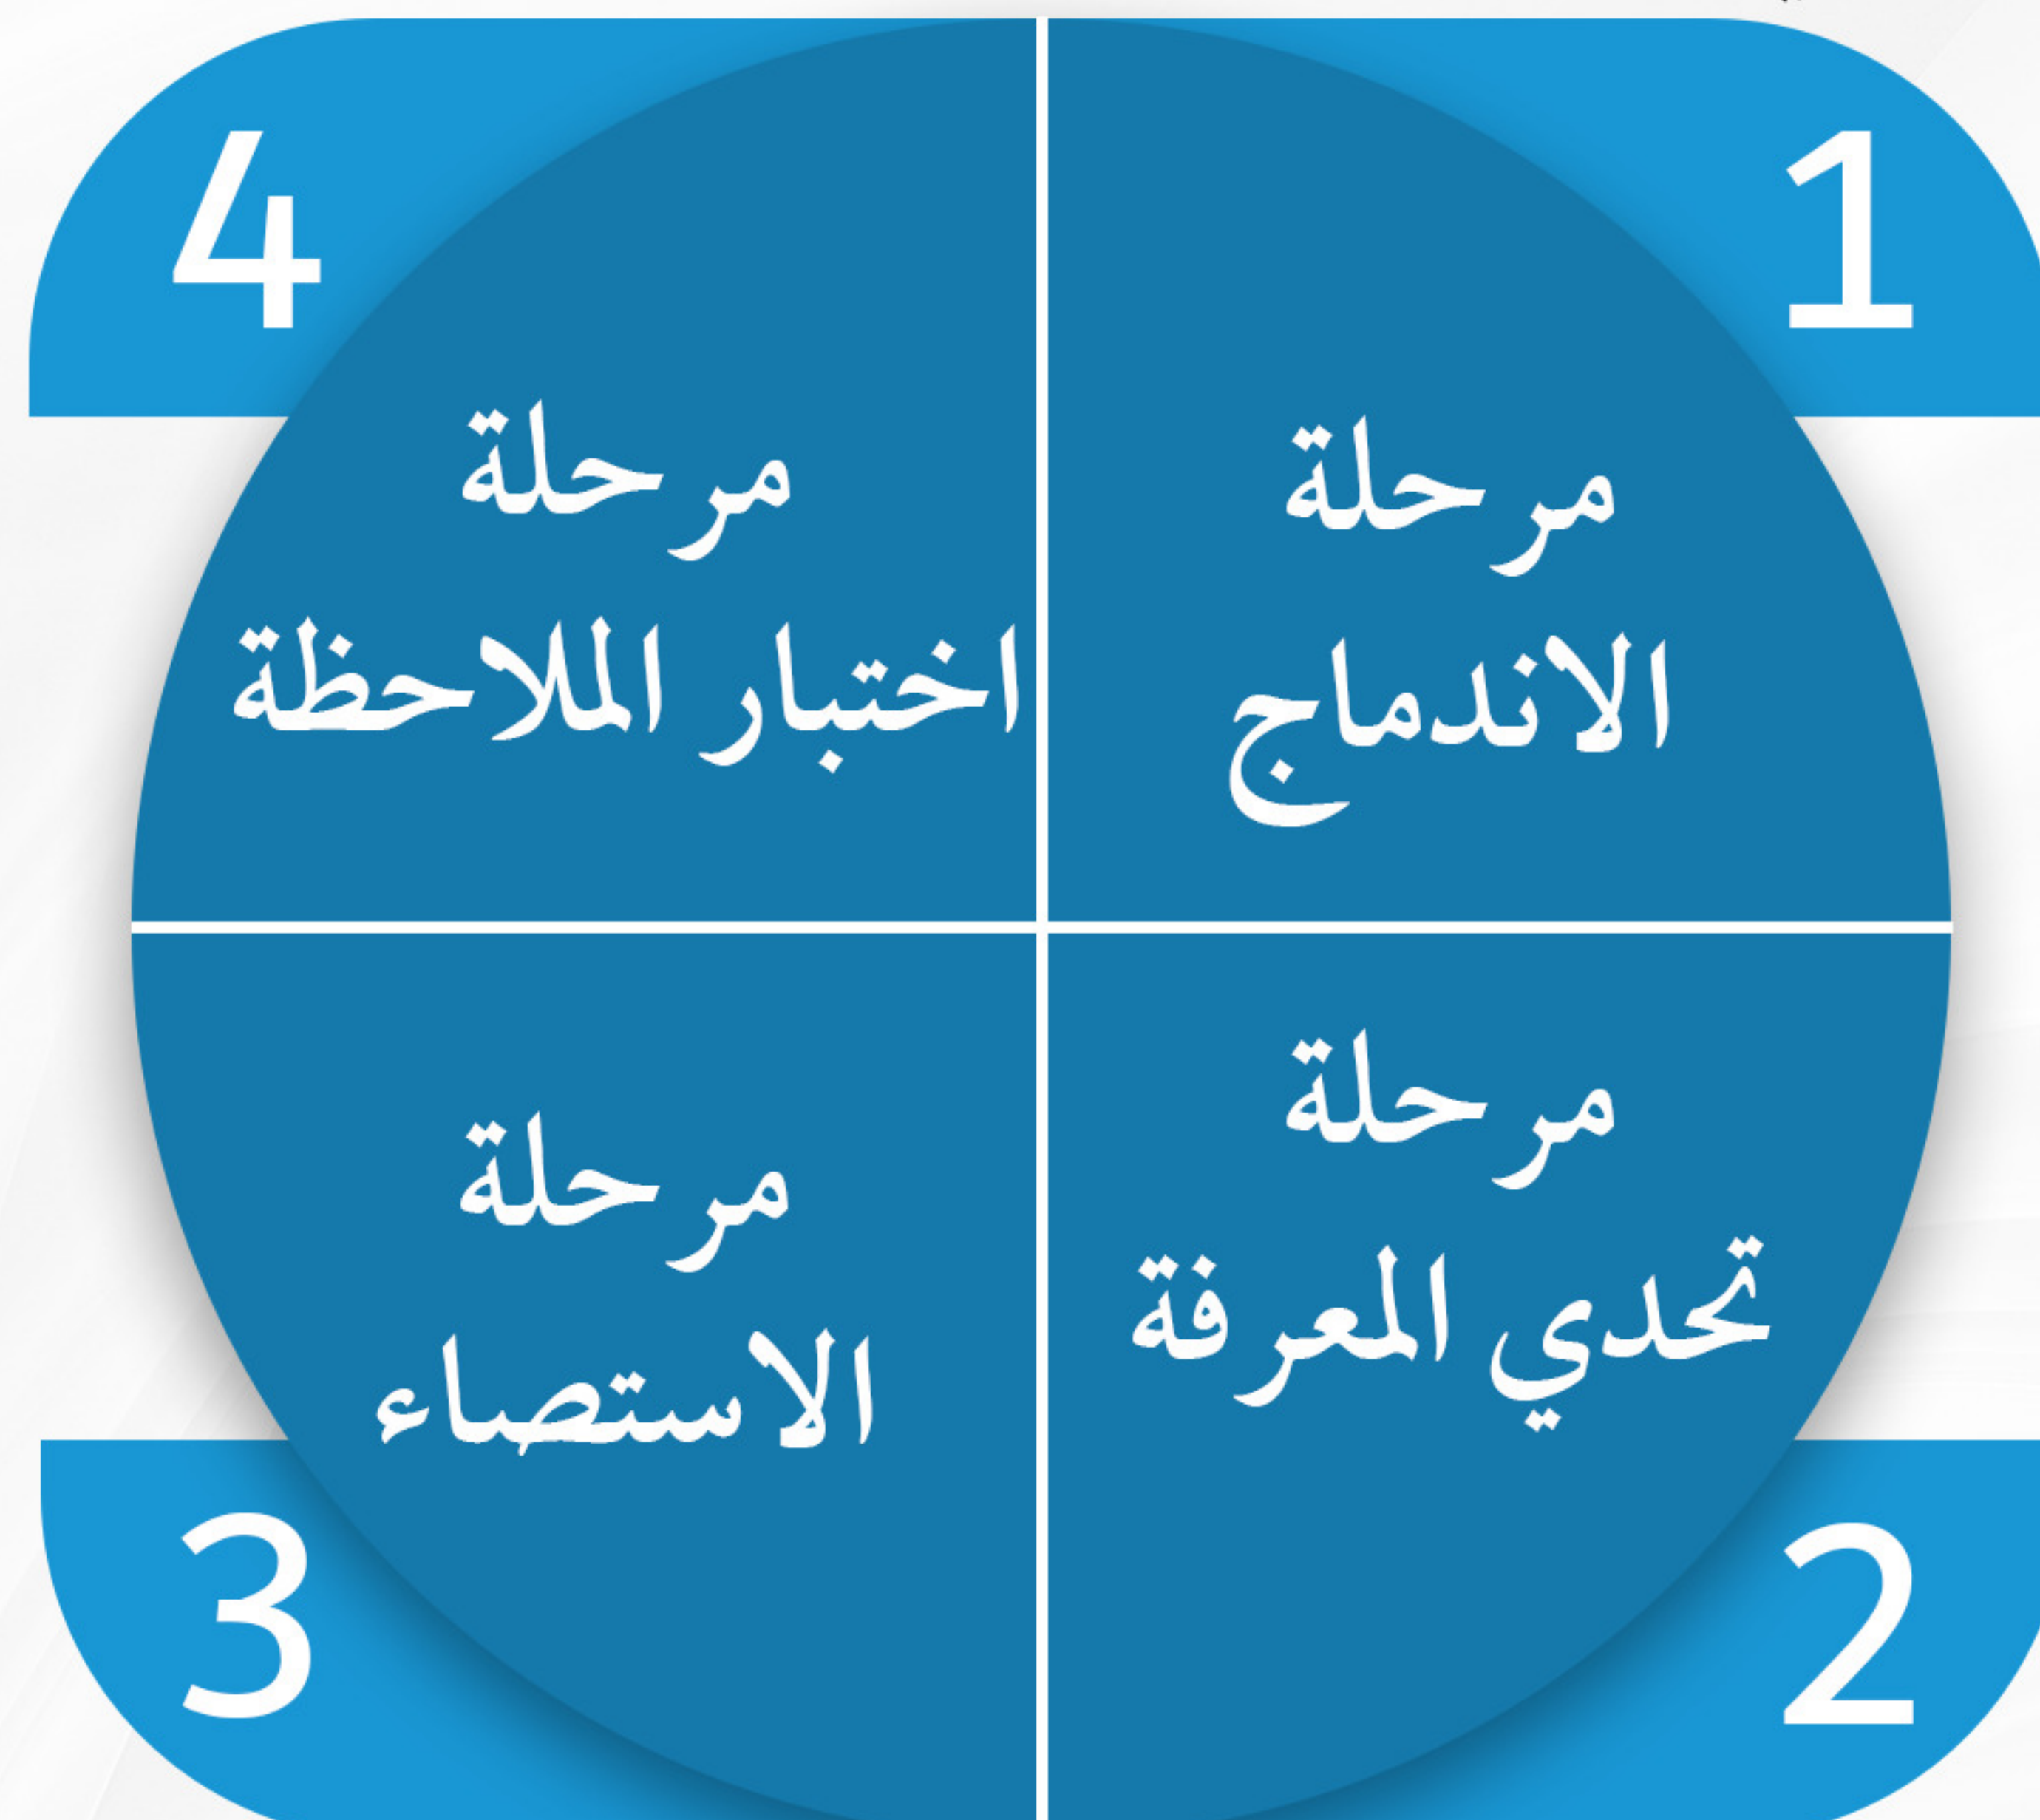 1
مرحلة
الاندماج
2
مرحلة
تحدي المعرفة
3
مرحلة
الاستصاء
4
مرحلة
اختبار الملاحظة